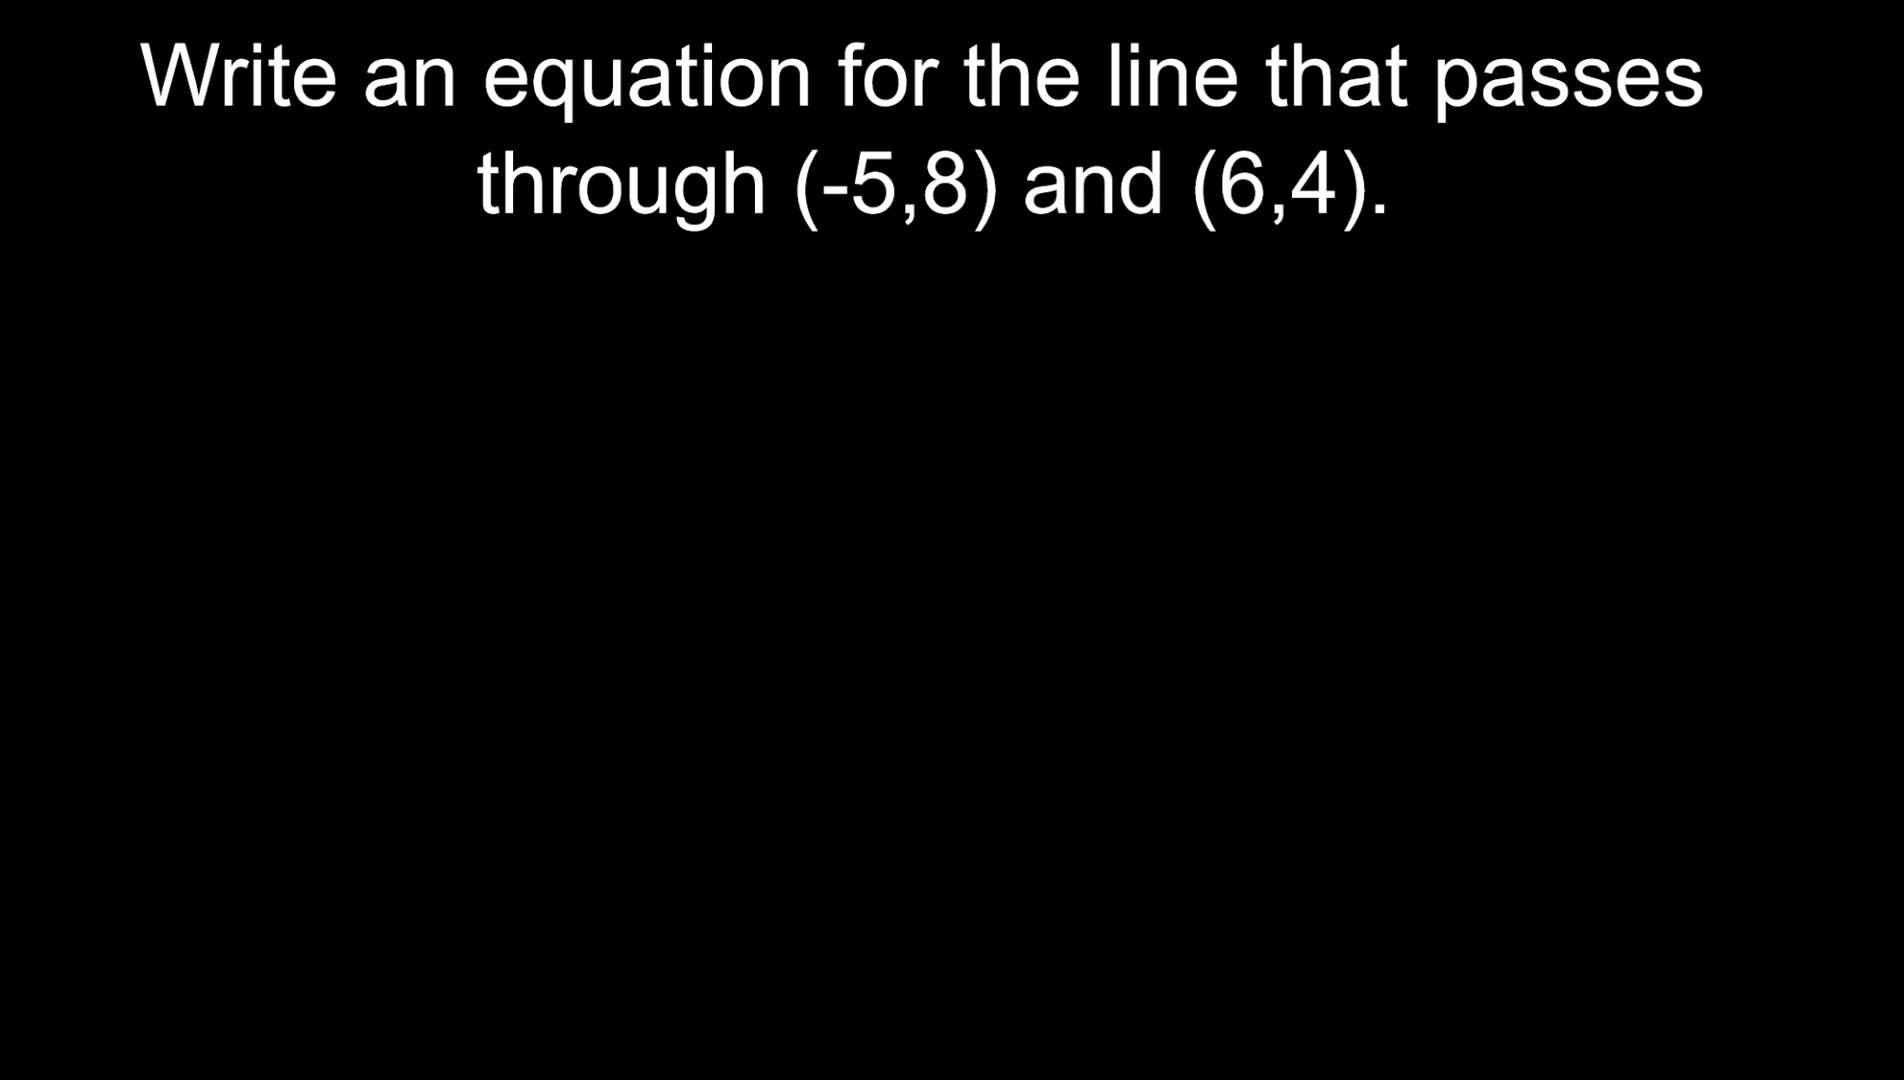 Write an equation for the line that passes
through (-5,8) and (6,4).